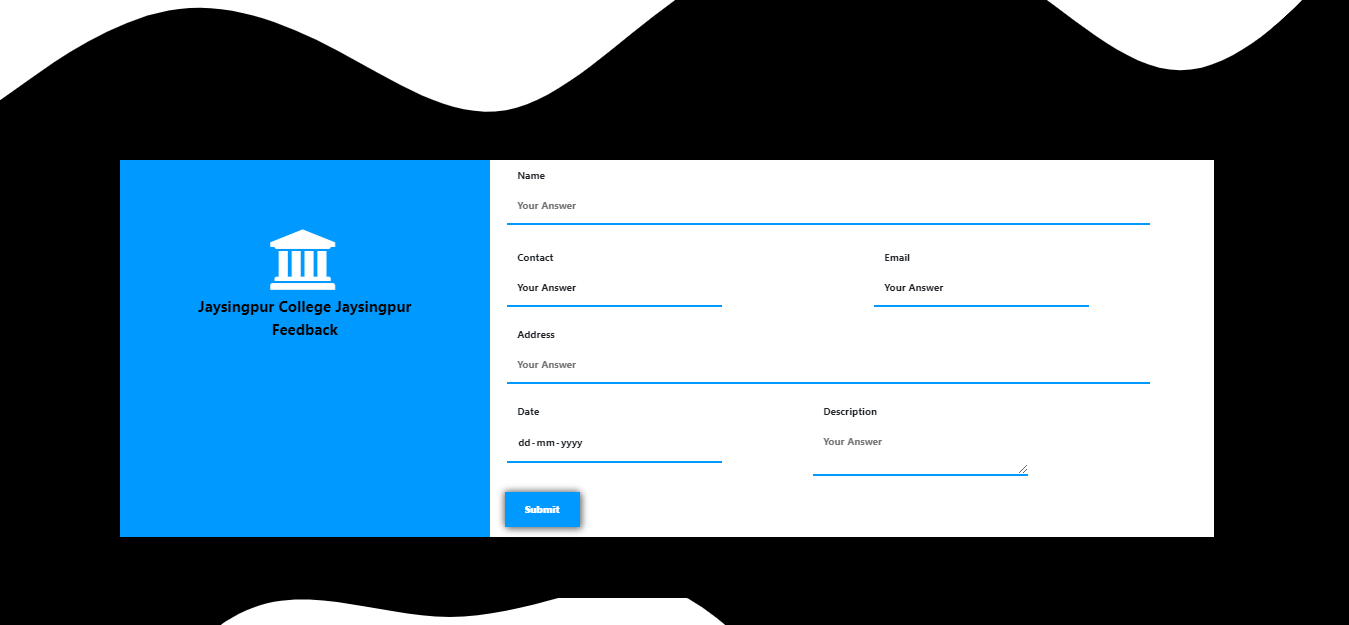 Jaysingpur College Jaysingpur
Feedback
Name
Your Answer
Contact
Email
Your Answer
Your Answer
Address
Your Answer
Date
Description
dd-mm-yyyy
Your Answer
Submit